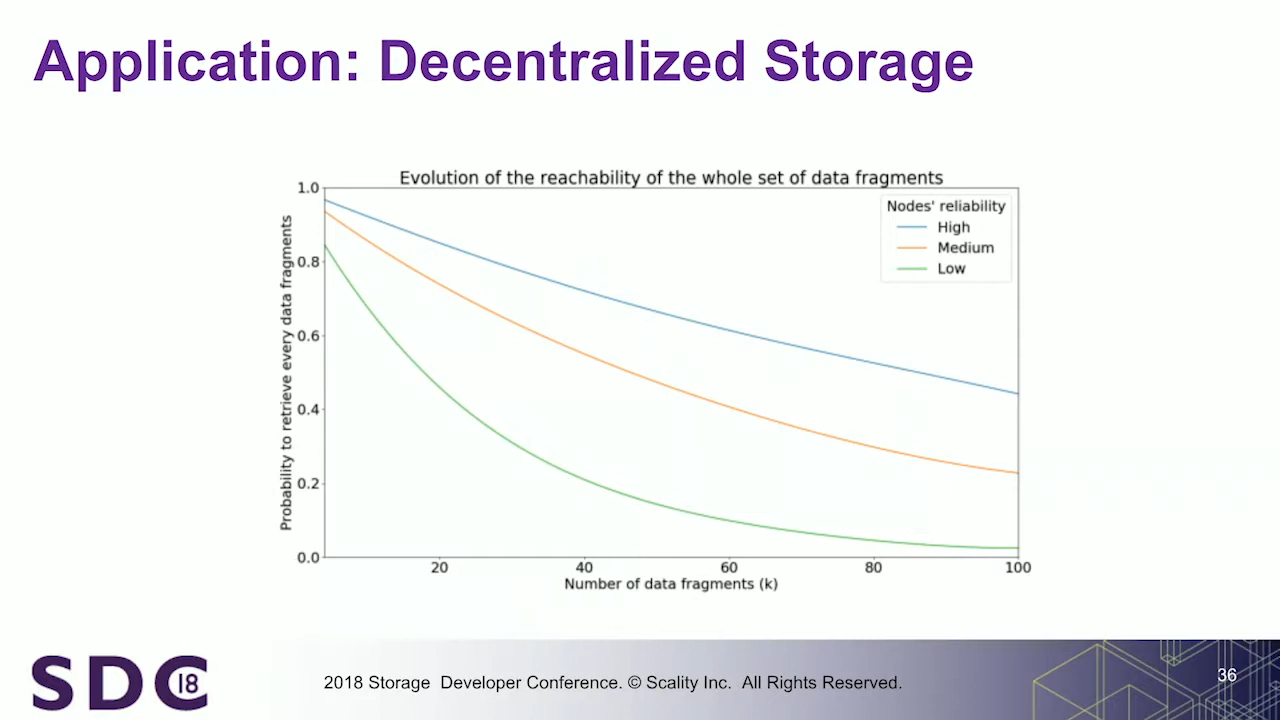 Application: Decentralized Storage
Evolution of the reachability of the whole set of data fragments
Probability to retrieve every data fragments
1.0
0.8
0.6
0.4
0.2
0.0
Nodes' reliability
High
Medium
Low
20 40 60 80 100
Number of data fragments (k)
SDC 18
2018 Storage Developer Conference. © Scality Inc. All Rights Reserved.
36